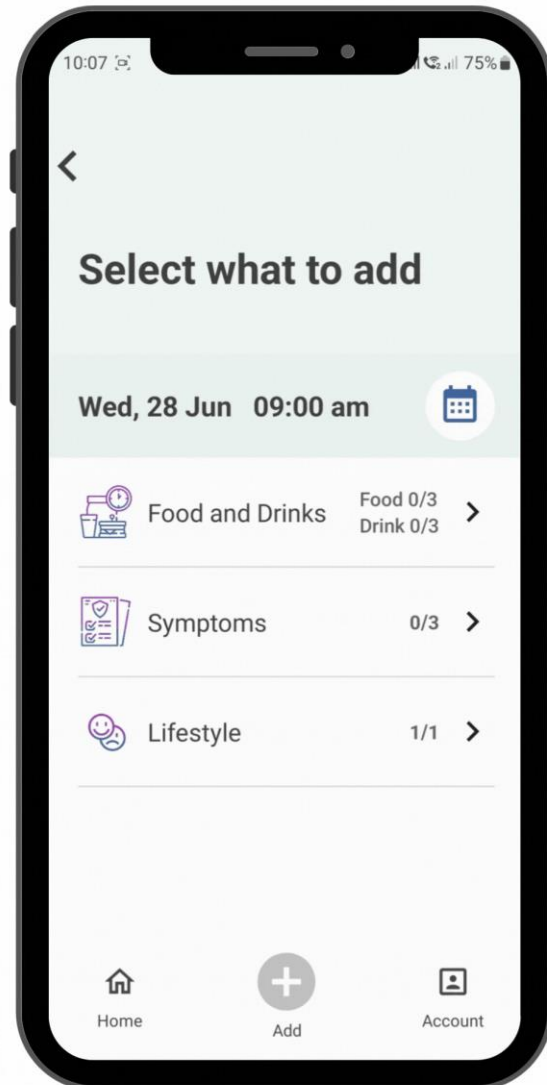 10:07 75%
Select what to add
Wed, 28 Jun 09:00 am
Food and Drinks
Food 0/3
Drink 0/3
Symptoms 0/3
Lifestyle 1/1
Home Add Account